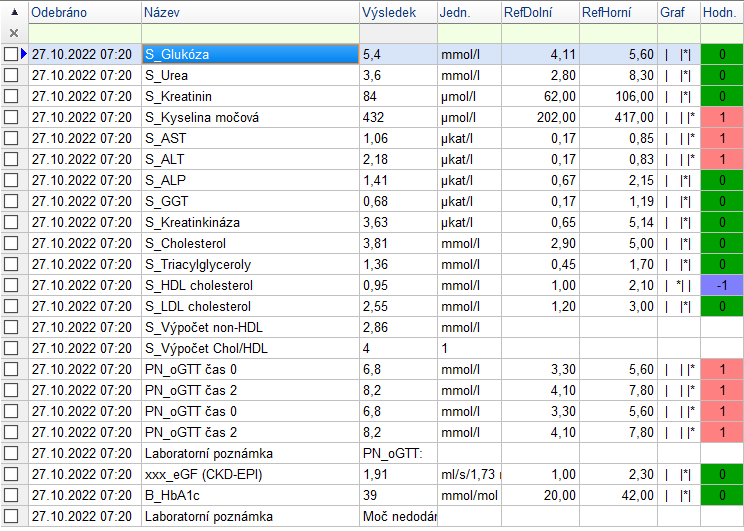 Odebráno Název Výsledek Jedn. RefDolní RefHorní Graf Hodn.
27.10.2022 07:20 S_Glukóza 5,4 mmol/l 4,11 5,60 | |*| 0
27.10.2022 07:20 S_Urea 3,6 mmol/l 2,80 8,30 | |*| 0
27.10.2022 07:20 S_Kreatinin 84 µmol/l 62,00 106,00 | |*| 0
27.10.2022 07:20 S_Kyselina močová 432 µmol/l 202,00 417,00 | | |* 1
27.10.2022 07:20 S_AST 1,06 µkat/l 0,17 0,85 | | |* 1
27.10.2022 07:20 S_ALT 2,18 µkat/l 0,17 0,83 | | |* 1
27.10.2022 07:20 S_ALP 1,41 µkat/l 0,67 2,15 | |*| 0
27.10.2022 07:20 S_GGT 0,68 µkat/l 0,17 1,19 | |*| 0
27.10.2022 07:20 S_Kreatinkináza 3,63 µkat/l 0,65 5,14 | |*| 0
27.10.2022 07:20 S_Cholesterol 3,81 mmol/l 2,90 5,00 | |*| 0
27.10.2022 07:20 S_Triacylglyceroly 1,36 mmol/l 0,45 1,70 | |*| 0
27.10.2022 07:20 S_HDL cholesterol 0,95 mmol/l 1,00 2,10 | *| | -1
27.10.2022 07:20 S_LDL cholesterol 2,55 mmol/l 1,20 3,00 | |*| 0
27.10.2022 07:20 S_Výpočet non-HDL 2,86 mmol/l
27.10.2022 07:20 S_Výpočet Chol/HDL 4 1
27.10.2022 07:20 PN_oGTT čas 0 6,8 mmol/l 3,30 5,60 | | |* 1
27.10.2022 07:20 PN_oGTT čas 2 8,2 mmol/l 4,10 7,80 | | |* 1
27.10.2022 07:20 PN_oGTT čas 0 6,8 mmol/l 3,30 5,60 | | |* 1
27.10.2022 07:20 PN_oGTT čas 2 8,2 mmol/l 4,10 7,80 | | |* 1
27.10.2022 07:20 Laboratorní poznámka PN_oGTT:
27.10.2022 07:20 xxx_eGF (CKD-EPI) 1,91 ml/s/1,73 1,00 2,30 | |*| 0
27.10.2022 07:20 B_HbA1c 39 mmol/mol 20,00 42,00 | |*| 0
27.10.2022 07:20 Laboratorní poznámka Moč